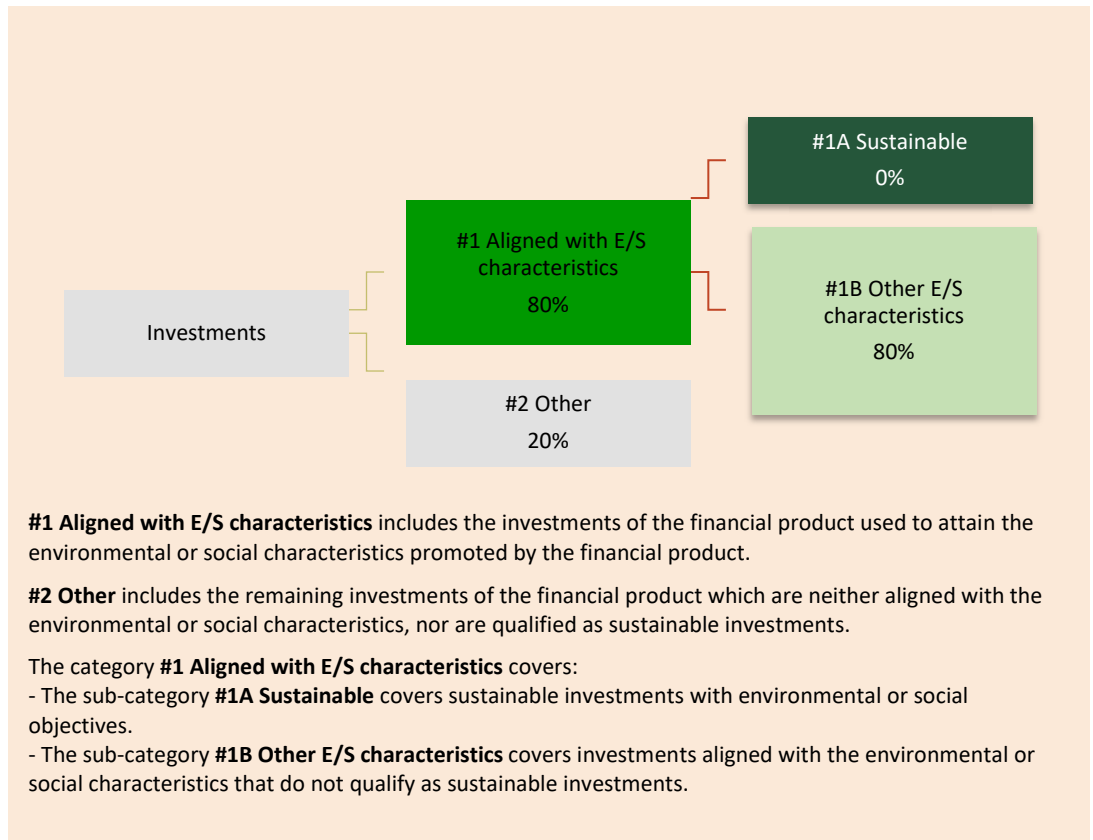 #1A Sustainable
0%
#1 Aligned with E/S
characteristics
80%
#1B Other E/S
characteristics
80%
Investments
#2 Other
20%
#1 Aligned with E/S characteristics includes the investments of the financial product used to attain the
environmental or social characteristics promoted by the financial product.
#2 Other includes the remaining investments of the financial product which are neither aligned with the
environmental or social characteristics, nor are qualified as sustainable investments.
The category #1 Aligned with E/S characteristics covers:
- The sub-category #1A Sustainable covers sustainable investments with environmental or social
objectives.
- The sub-category #1B Other E/S characteristics covers investments aligned with the environmental or
social characteristics that do not qualify as sustainable investments.